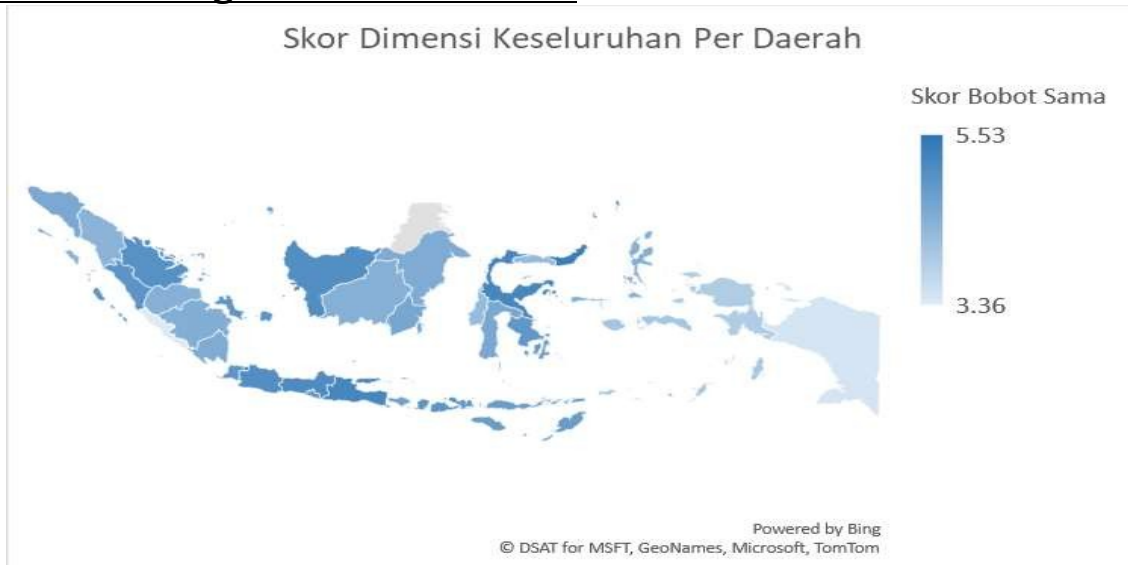 Skor Dimensi Keseluruhan Per Daerah
Skor Bobot Sama
5.53
3.36
Powered by Bing
© DSAT for MSFT, GeoNames, Microsoft, TomTom